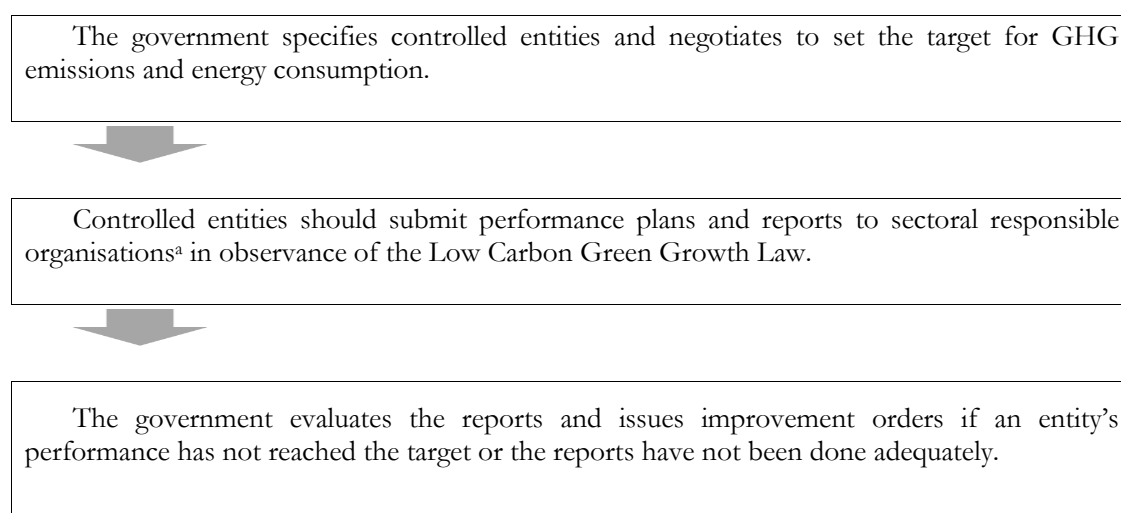 The government specifies controlled entities and negotiates to set the target for GHG
emissions and energy consumption.
Controlled entities should submit performance plans and reports to sectoral responsible
organisationsᵃ in observance of the Low Carbon Green Growth Law.
The government evaluates the reports and issues improvement orders if an entity’s
performance has not reached the target or the reports have not been done adequately.